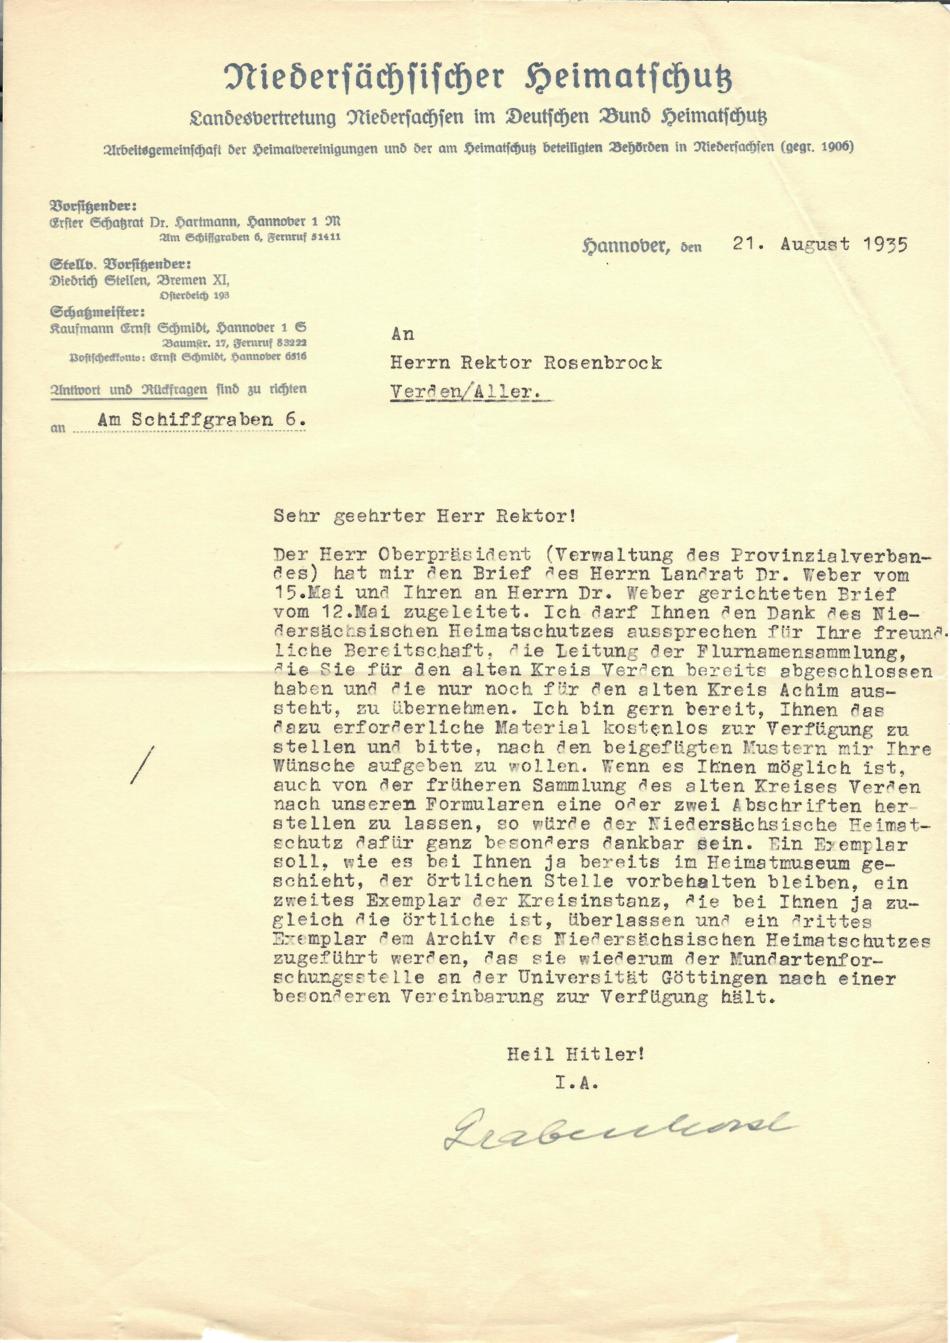 Niedersächsischer Heimatschutz
Landesvertretung Niedersachsen im Deutschen Bund Heimatschutz
Arbeitsgemeinschaft der Heimatvereinigungen und der am Heimatschutz beteiligten Behörden in Niedersachsen (gegr. 1906)
Vorsitzender:
Erster Schatzrat Dr. Hartmann, Hannover 1 M
Am Schiffgraben 6, Fernruf 51411
Stellv. Vorsitzender:
Diedrich Steilen, Bremen XI,
Osterdeich 193
Schatzmeister:
Kaufmann Ernst Schmidt, Hannover 1 S
Baumstr. 17, Fernruf 83222
Postscheckkonto: Ernst Schmidt, Hannover 6516
Antwort und Rückfragen sind zu richten
an Am Schiffgraben 6.
Hannover, den 21. August 1935
An
Herrn Rektor Rosenbrock
Verden/Aller.
Sehr geehrter Herr Rektor!
Der Herr Oberpräsident (Verwaltung des Provinzialverban-
des) hat mir den Brief des Herrn Landrat Dr. Weber vom
15.Mai und Ihren an Herrn Dr. Weber gerichteten Brief
vom 12.Mai zugeleitet. Ich darf Ihnen den Dank des Nie-
dersächsischen Heimatschutzes aussprechen für Ihre freund-
liche Bereitschaft, die Leitung der Flurnamensammlung,
die Sie für den alten Kreis Verden bereits abgeschlossen
haben und die nur noch für den alten Kreis Achim aus-
steht, zu übernehmen. Ich bin gern bereit, Ihnen das
dazu erforderliche Material kostenlos zur Verfügung zu
stellen und bitte, nach den beigefügten Mustern mir Ihre
Wünsche aufgeben zu wollen. Wenn es Ihnen möglich ist,
auch von der früheren Sammlung des alten Kreises Verden
nach unseren Formularen eine oder zwei Abschriften her-
stellen zu lassen, so würde der Niedersächsische Heimat-
schutz dafür ganz besonders dankbar sein. Ein Exemplar
soll, wie es bei Ihnen ja bereits im Heimatmuseum ge-
schieht, der örtlichen Stelle vorbehalten bleiben, ein
zweites Exemplar der Kreisinstanz, die bei Ihnen ja zu-
gleich die örtliche ist, überlassen und ein drittes
Exemplar dem Archiv des Niedersächsischen Heimatschutzes
zugeführt werden, das sie wiederum der Mundartenfor-
schungsstelle an der Universität Göttingen nach einer
besonderen Vereinbarung zur Verfügung hält.
Heil Hitler!
I.A.
Grabenhorst